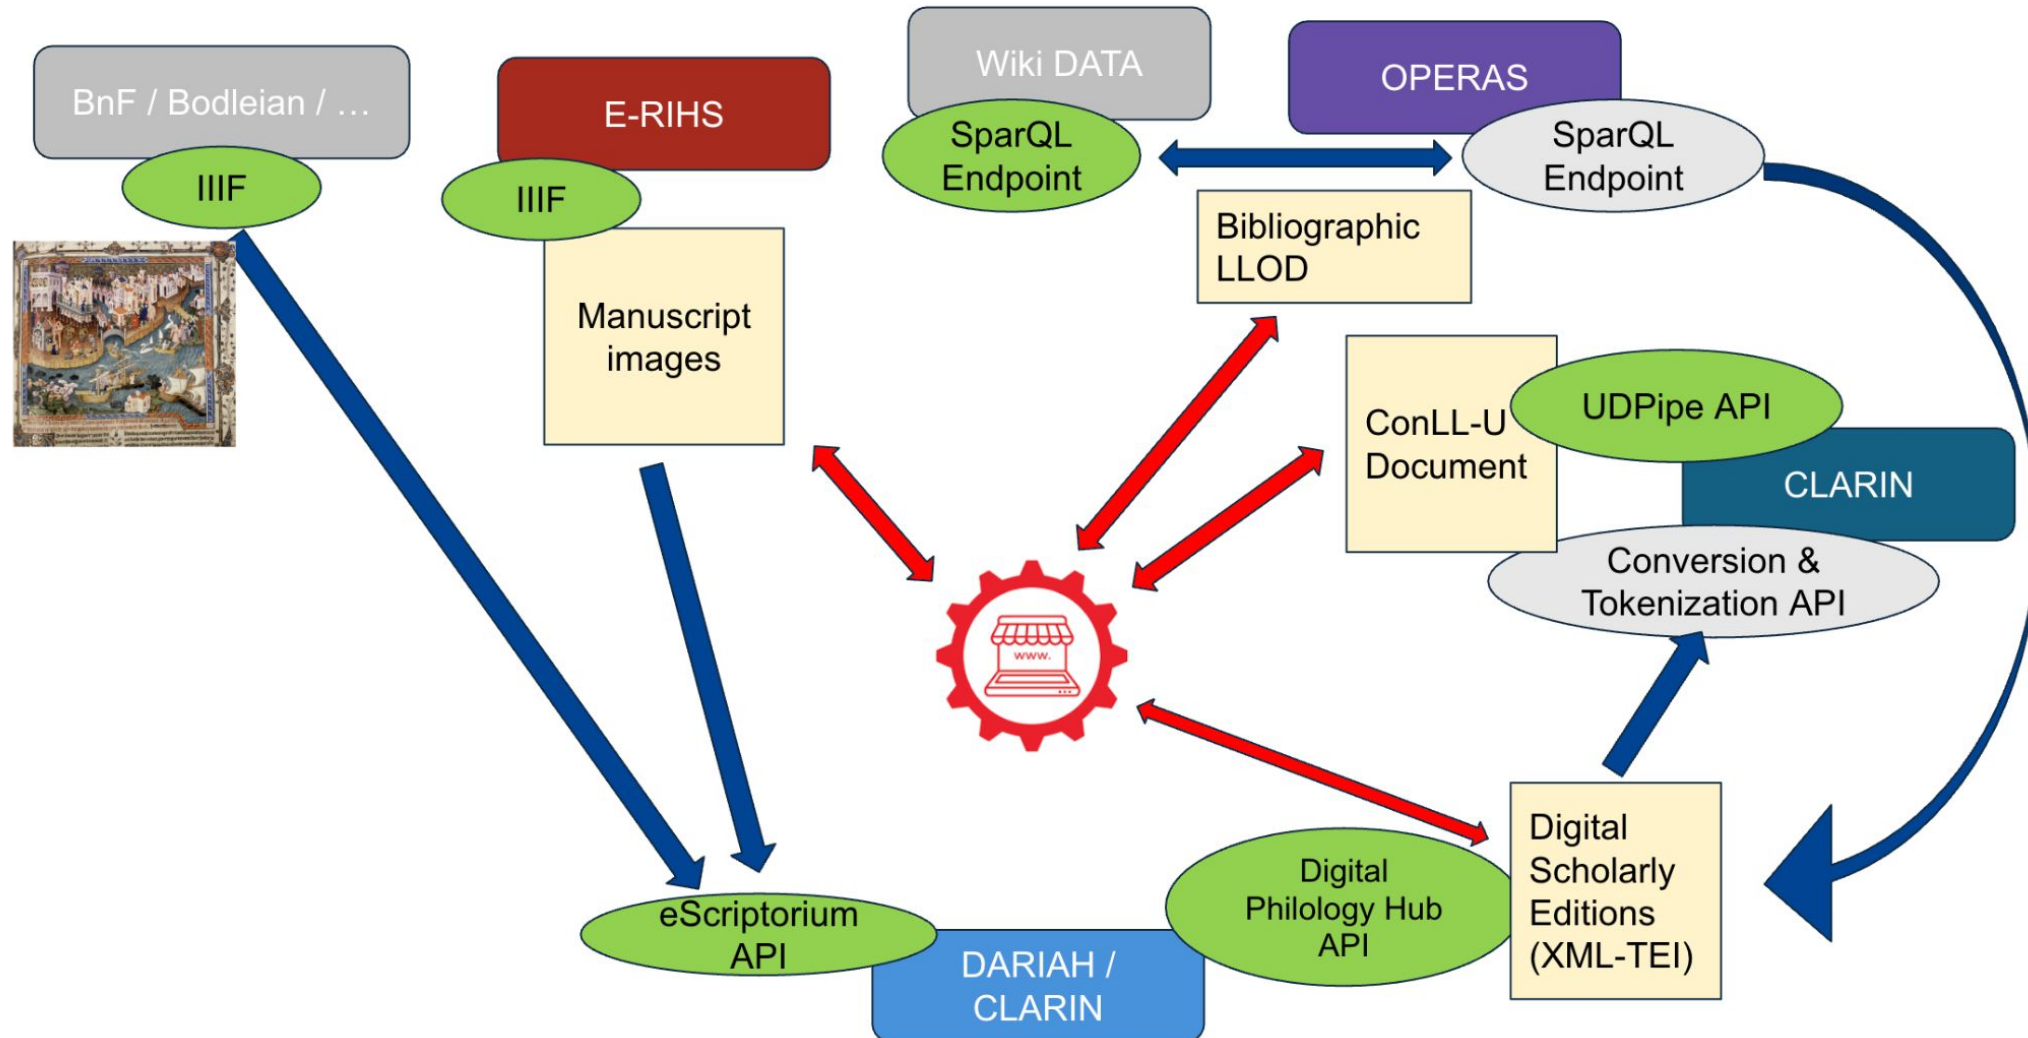 BnF / Bodleian / …
IIIF
E-RIHS
IIIF
Manuscript
images
Wiki DATA
SparQL
Endpoint
OPERAS
SparQL
Endpoint
Bibliographic
LLOD
ConLL-U
Document
UDPipe API
CLARIN
Conversion &
Tokenization API
www.
eScriptorium
API
DARIAH /
CLARIN
Digital
Philology Hub
API
Digital
Scholarly
Editions
(XML-TEI)